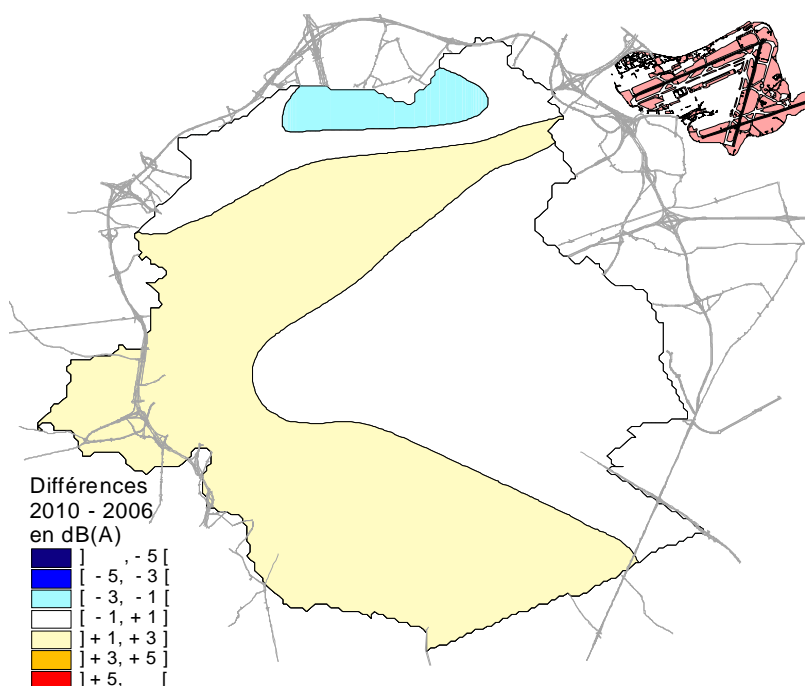 Différences
2010 - 2006
en dB(A)
]     , - 5 [
[ - 5, - 3 [
[ - 3, - 1 [
[ - 1, + 1 ]
] + 1, + 3 ]
] + 3, + 5 ]
] + 5,     [